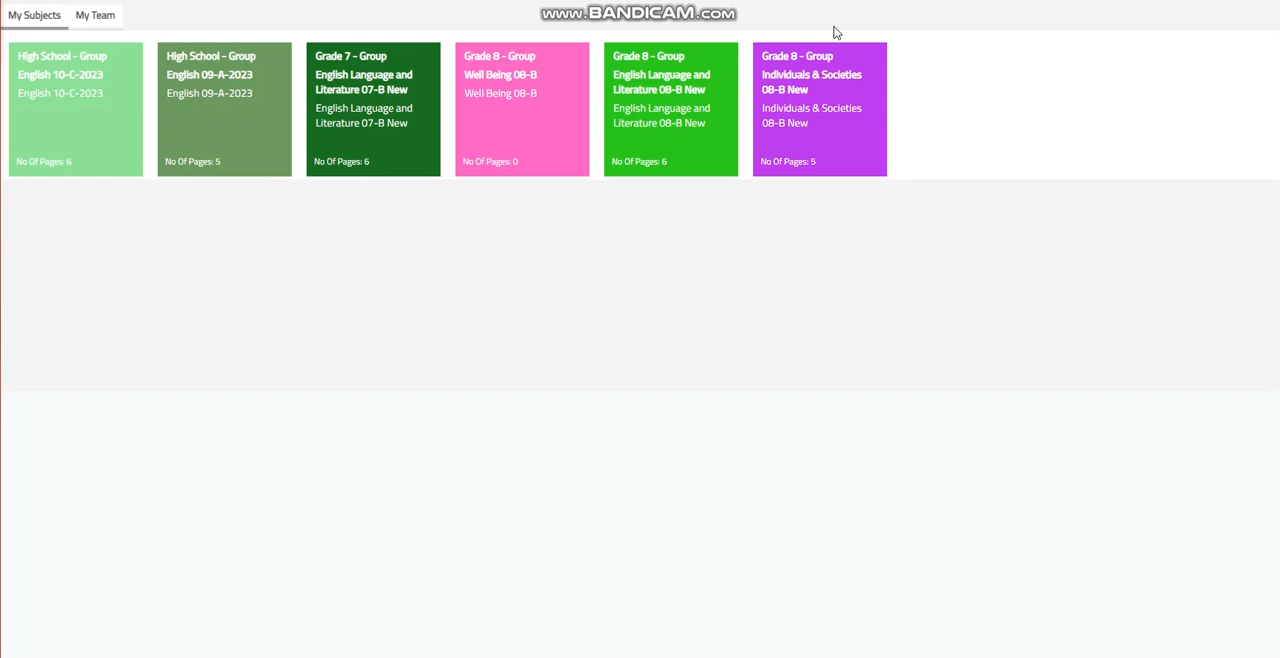 www.BANDICAM.com
My Subjects
My Team
High School - Group
English 10-C-2023
English 10-C-2023
No Of Pages: 6
High School - Group
English 09-A-2023
English 09-A-2023
No Of Pages: 5
Grade 7 - Group
English Language and
Literature 07-B New
English Language and
Literature 07-B New
No Of Pages: 6
Grade 8 - Group
Well Being 08-B
Well Being 08-B
No Of Pages: 0
Grade 8 - Group
English Language and
Literature 08-B New
English Language and
Literature 08-B New
No Of Pages: 6
Grade 8 - Group
Individuals & Societies
08-B New
Individuals & Societies
08-B New
No Of Pages: 5